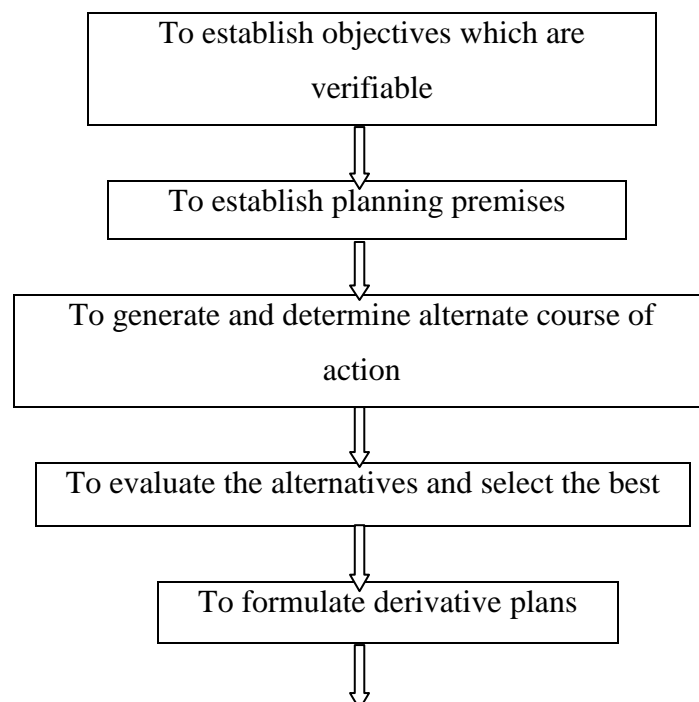 To establish objectives which are
verifiable
To establish planning premises
To generate and determine alternate course of
action
To evaluate the alternatives and select the best
To formulate derivative plans